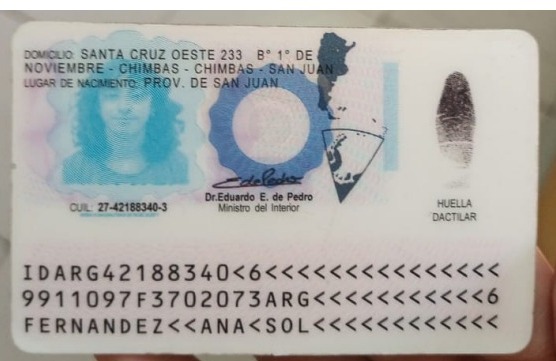 DOMICILIO: SANTA CRUZ OESTE 233 Bº 1º DE
NOVIEMBRE - CHIMBAS - CHIMBAS - SAN JUAN
LUGAR DE NACIMIENTO: PROV. DE SAN JUAN
Dr.Eduardo E. de Pedro
Ministro del Interior
CUIL: 27-42188340-3
HUELLA
DACTILAR
IDARG42188340<6<<<<<<<<<<<<<<<
9911097F3702073ARG<<<<<<<<<<<6
FERNANDEZ<<ANA<SOL<<<<<<<<<<<<